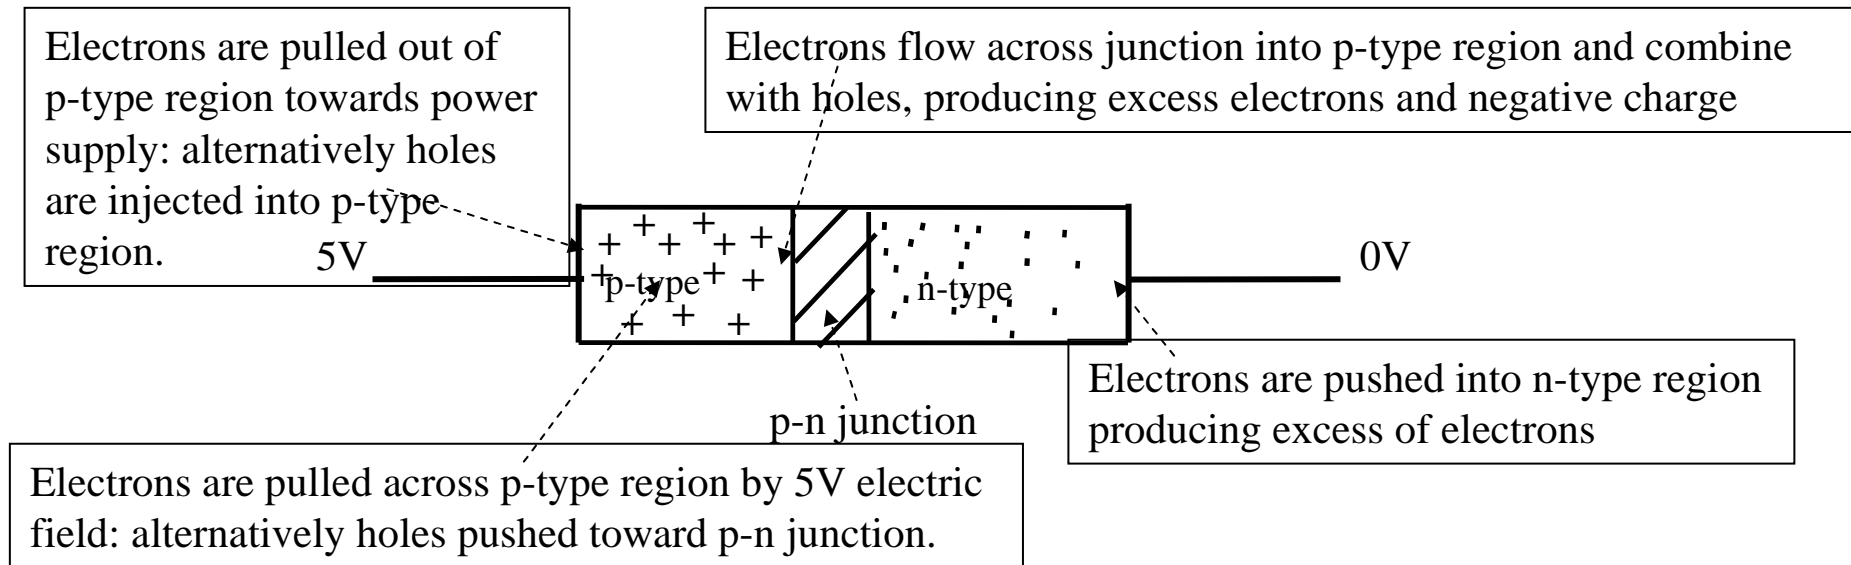 Electrons are pulled out of
p-type region towards power
supply: alternatively holes
are injected into p-type
region.
Electrons flow across junction into p-type region and combine
with holes, producing excess electrons and negative charge
5V
p-type
n-type
0V
p-n junction
Electrons are pushed into n-type region
producing excess of electrons
Electrons are pulled across p-type region by 5V electric
field: alternatively holes pushed toward p-n junction.